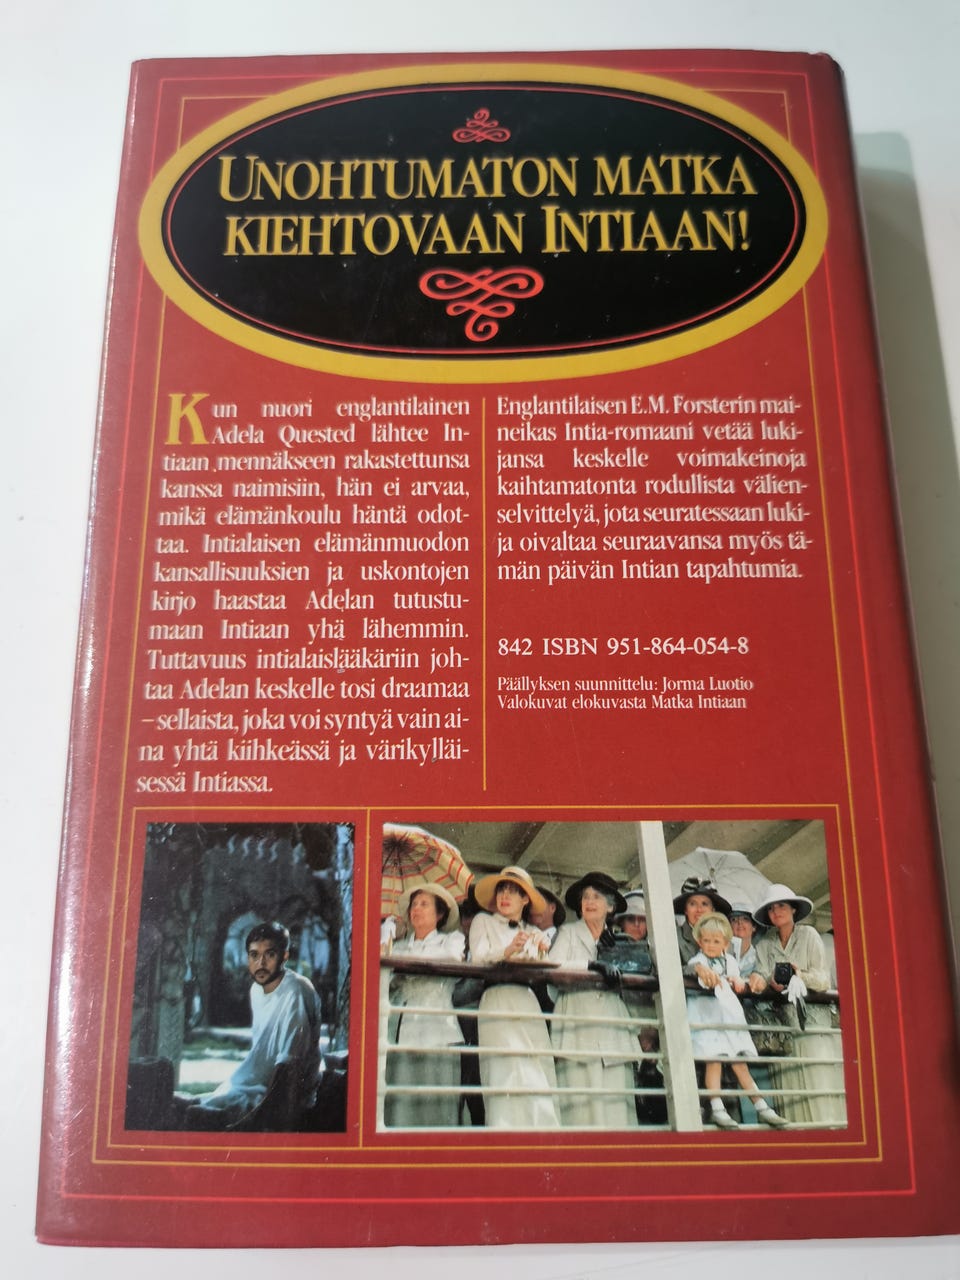 UNOHTUMATON MATKA
KIEHTOVAAN INTIAAN!
Kun nuori englantilainen
Adela Quested lähtee In-
tiaan mennäkseen rakastettunsa
kanssa naimisiin, hän ei arvaa,
mikä elämänkoulu häntä odot-
taa. Intialaisen elämänmuodon
kansallisuuksien ja uskontojen
kirjo haastaa Adelan tutustu-
maan Intiaan yhä lähemmin.
Tuttavuus intialaislääkäriin joh-
taa Adelan keskelle tosi draamaa
– sellaista, joka voi syntyä vain ai-
na yhtä kiihkeässä ja värikylläi-
sessä Intiassa.
Englantilaisen E.M. Forsterin mai-
neikas Intia-romaani vetää luki-
jansa keskelle voimakeinoja
kaihtamatonta rodullista välien-
selvittelyä, jota seuratessaan luki-
ja oivaltaa seuraavansa myös tä-
män päivän Intian tapahtumia.
842 ISBN 951-864-054-8
Päällyksen suunnittelu: Jorma Luotio
Valokuvat elokuvasta Matka Intiaan